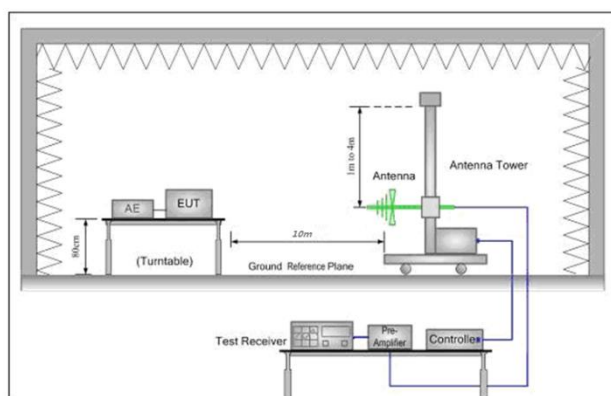 1m to 4m
Antenna
Antenna Tower
AE
EUT
80cm
(Turntable)
10m
Ground Reference Plane
Test Receiver
Pre-
Amplifier
Controller